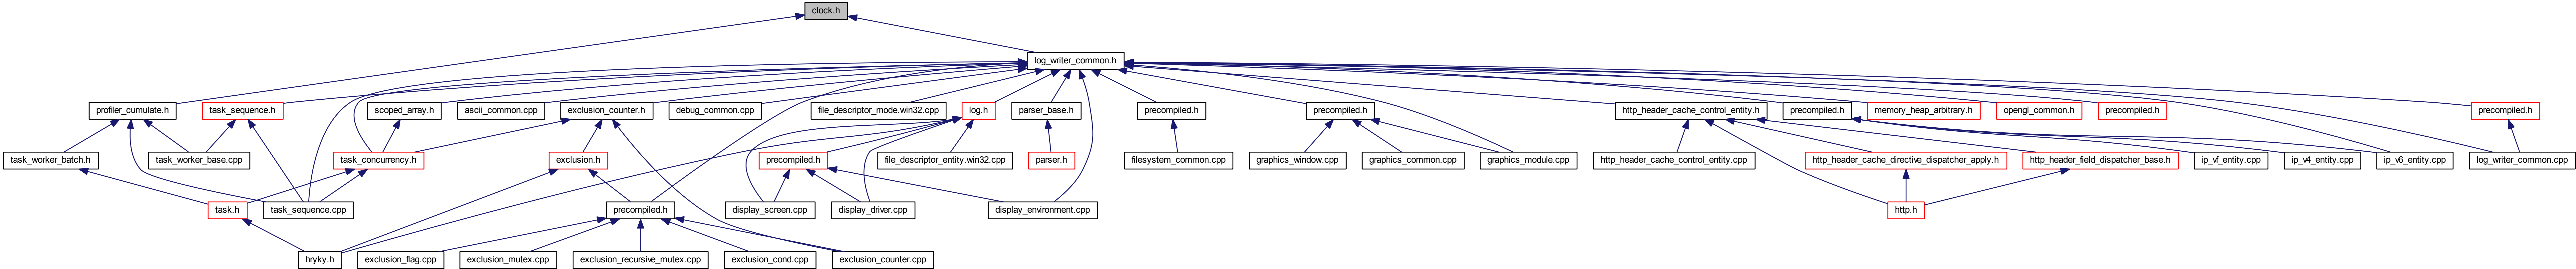 clock.h
log_writer_common.h
profiler_cumulate.h
task_sequence.h
scoped_array.h
ascii_common.cpp
exclusion_counter.h
debug_common.cpp
file_descriptor_mode.win32.cpp
log.h
parser_base.h
precompiled.h
precompiled.h
http_header_cache_control_entity.h
precompiled.h
memory_heap_arbitrary.h
opengl_common.h
precompiled.h
precompiled.h
task_worker_batch.h
task_worker_base.cpp
task_concurrency.h
exclusion.h
precompiled.h
file_descriptor_entity.win32.cpp
parser.h
filesystem_common.cpp
graphics_window.cpp
graphics_common.cpp
graphics_module.cpp
http_header_cache_control_entity.cpp
http_header_cache_directive_dispatcher_apply.h
http_header_field_dispatcher_base.h
ip_vf_entity.cpp
ip_v4_entity.cpp
ip_v6_entity.cpp
log_writer_common.cpp
task.h
task_sequence.cpp
precompiled.h
display_screen.cpp
display_driver.cpp
display_environment.cpp
http.h
hryky.h
exclusion_flag.cpp
exclusion_mutex.cpp
exclusion_recursive_mutex.cpp
exclusion_cond.cpp
exclusion_counter.cpp